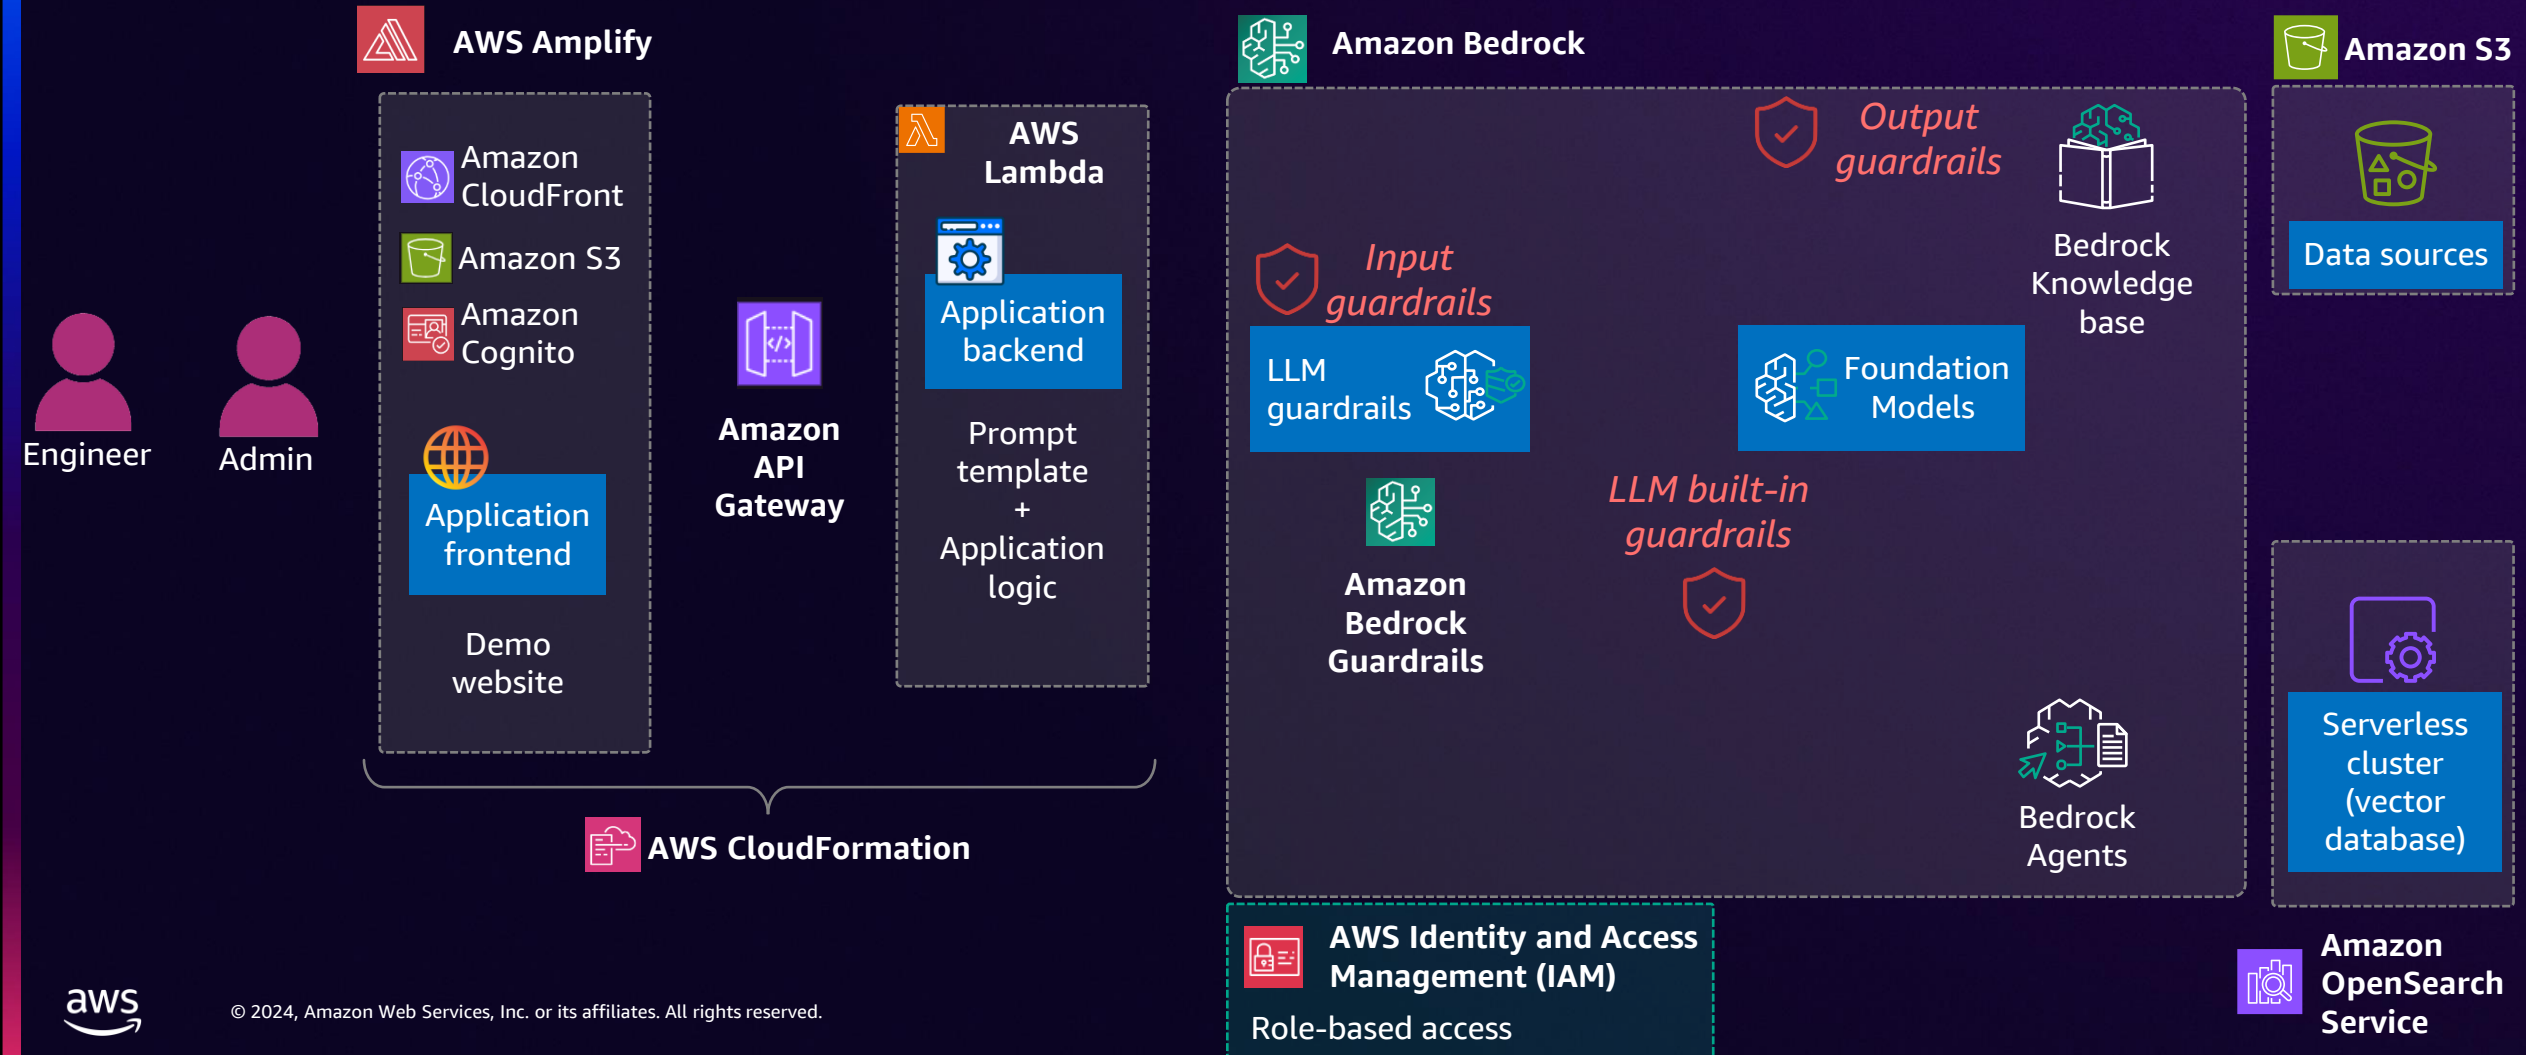 AWS Amplify
Amazon
CloudFront
Amazon S3
Amazon
Cognito
Application
frontend
Demo
website
Engineer
Admin
Amazon
API
Gateway
AWS
Lambda
Application
backend
Prompt
template
+
Application
logic
AWS CloudFormation
Amazon Bedrock
Input
guardrails
LLM
guardrails
Amazon
Bedrock
Guardrails
Output
guardrails
Foundation
Models
LLM built-in
guardrails
Bedrock
Knowledge
base
Bedrock
Agents
Amazon S3
Data sources
Serverless
cluster
(vector
database)
Amazon
OpenSearch
Service
AWS Identity and Access
Management (IAM)
Role-based access
aws
© 2024, Amazon Web Services, Inc. or its affiliates. All rights reserved.